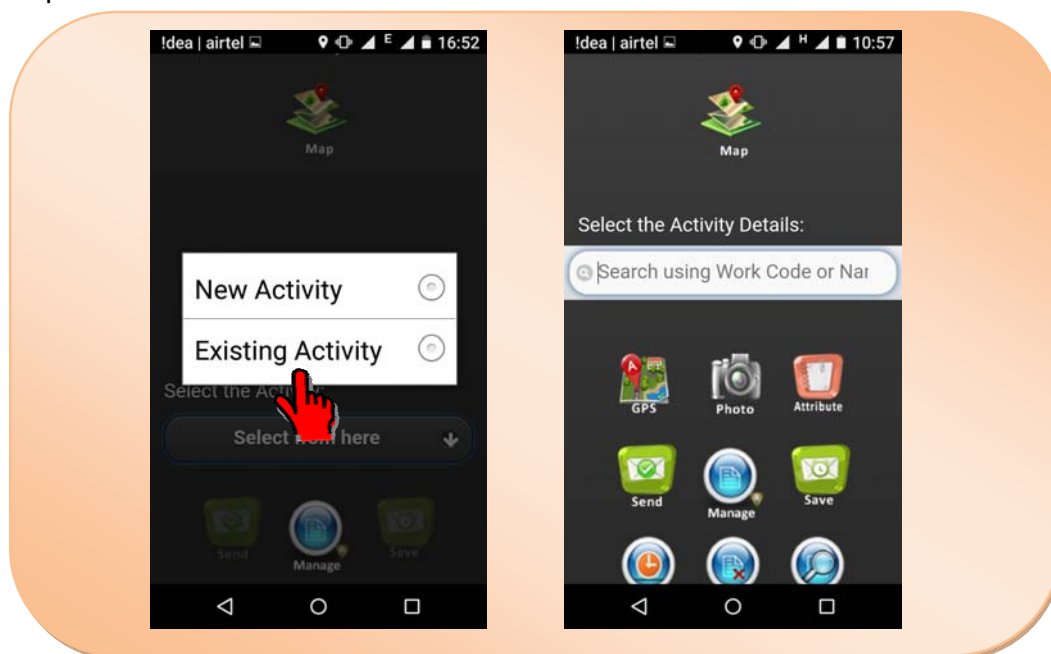 !dea | airtel E 16:52
Map
New Activity
Existing Activity
Select the Activity:
Select from here
Send Manage Save
!dea | airtel H 10:57
Map
Select the Activity Details:
Search using Work Code or Nar
A
GPS Photo Attribute
Send Manage Save